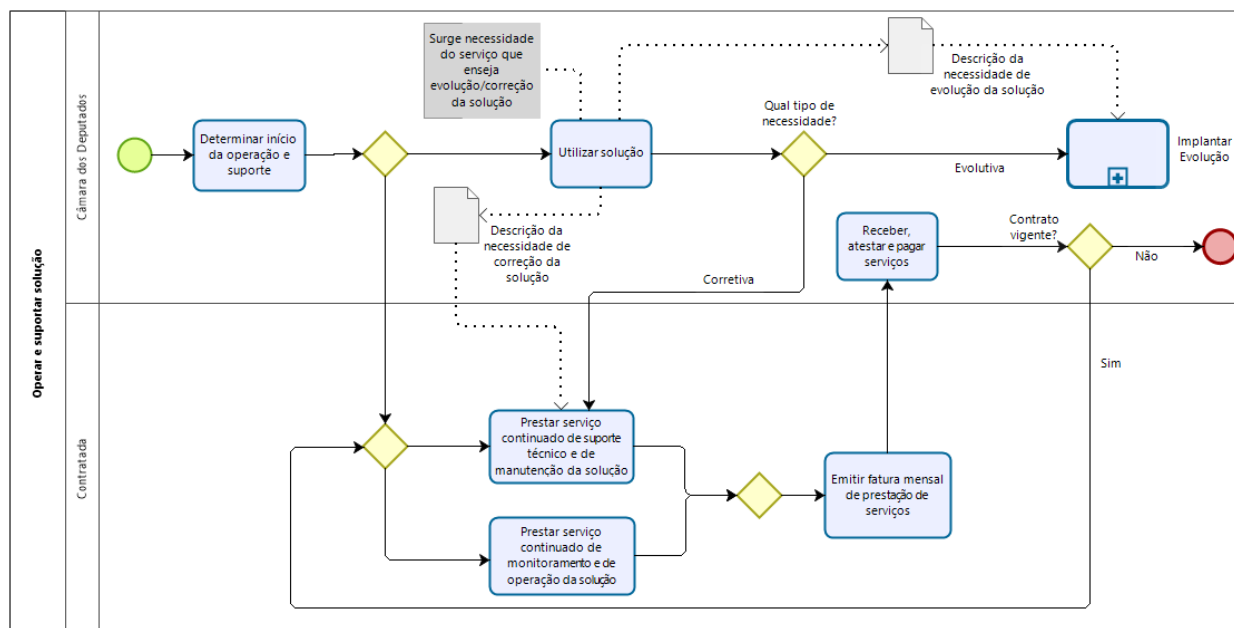 Operar e suportar solução
Câmara dos Deputados
Surge necessidade
do serviço que
enseja
evolução/correção
da solução
Descrição da
necessidade de
evolução da solução
Qual tipo de
necessidade?
Determinar início
da operação e
suporte
Utilizar solução
Evolutiva
Implantar
Evolução
Descrição da
necessidade de
correção da
solução
Corretiva
Receber,
atestar e pagar
serviços
Contrato
vigente?
Não
Contratada
Sim
Prestar serviço
continuado de suporte
técnico e de
manutenção da solução
Emitir fatura mensal
de prestação de
serviços
Prestar serviço
continuado de
monitoramento e de
operação da solução